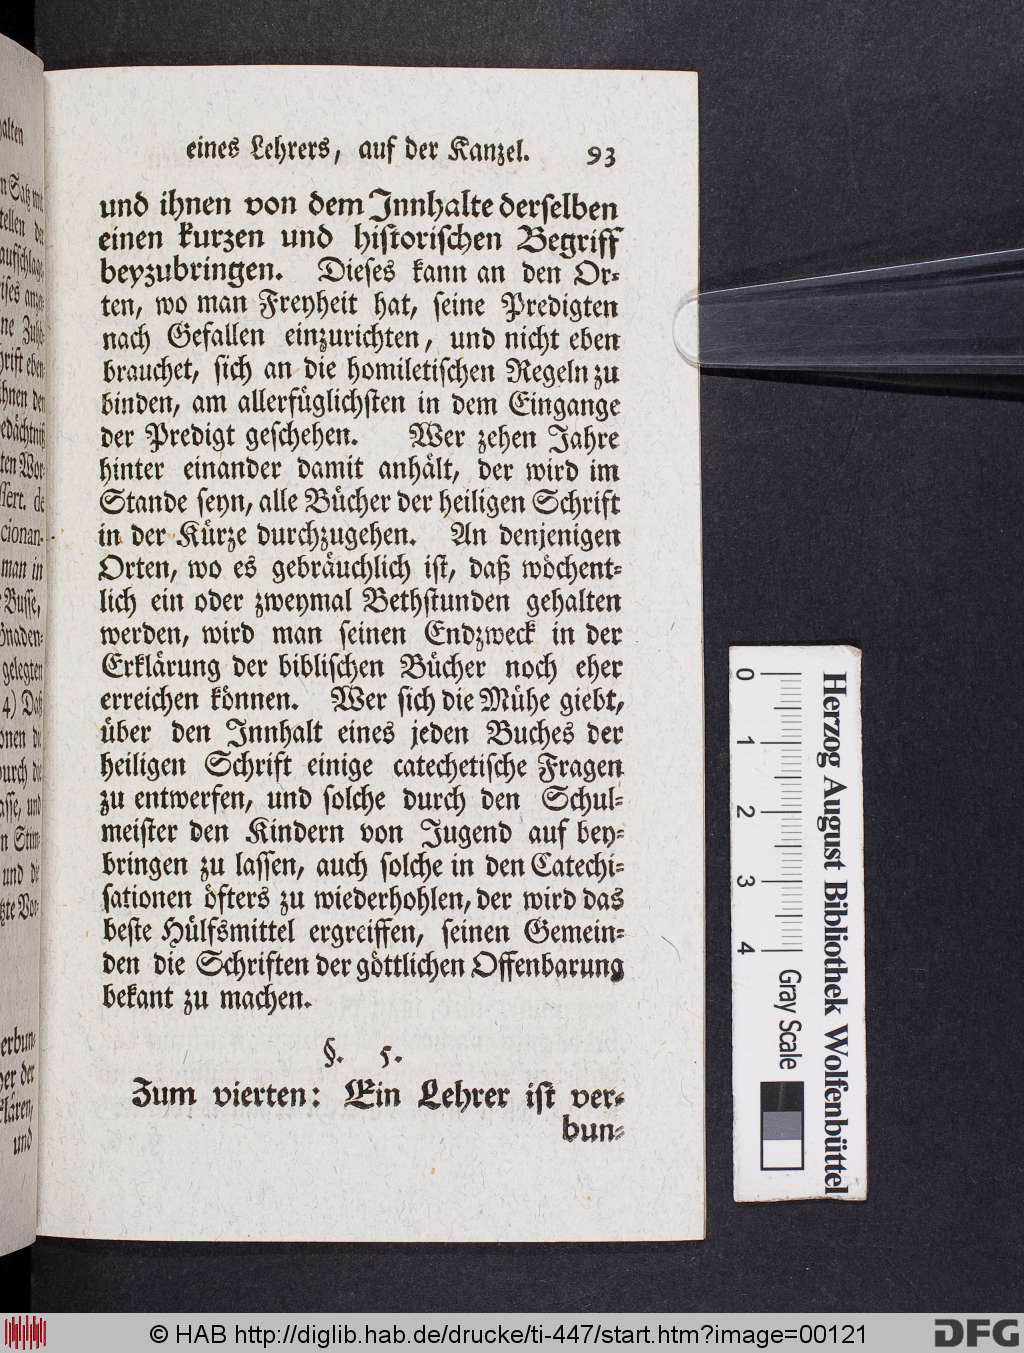 eines Lehrers, auf der Kanzel. 93
und ihnen von dem Innhalte derselben
einen kurzen und historischen Begriff
beyzubringen. Dieses kann an den Or-
ten, wo man Freyheit hat, seine Predigten
nach Gefallen einzurichten, und nicht eben
brauchet, sich an die homiletischen Regeln zu
binden, am allerfüglichsten in dem Eingange
der Predigt geschehen. Wer zehen Jahre
hinter einander damit anhält, der wird im
Stande seyn, alle Bücher der heiligen Schrift
in der Kürze durchzugehen. An denjenigen
Orten, wo es gebräuchlich ist, daß wöchent-
lich ein oder zweymal Bethstunden gehalten
werden, wird man seinen Endzweck in der
Erklärung der biblischen Bücher noch eher
erreichen können. Wer sich die Mühe giebt,
über den Innhalt eines jeden Buches der
heiligen Schrift einige catechetische Fragen
zu entwerfen, und solche durch den Schul-
meister den Kindern von Jugend auf bey-
bringen zu lassen, auch solche in den Catechi-
sationen öfters zu wiederhohlen, der wird das
beste Hülfsmittel ergreiffen, seinen Gemein-
den die Schriften der göttlichen Offenbarung
bekant zu machen.
§. 5.
Zum vierten: Ein Lehrer ist ver-
bun-
0 1 2 3 4 Gray Scale
Herzog August Bibliothek Wolfenbüttel
© HAB http://diglib.hab.de/drucke/ti-447/start.htm?image=00121
DFG